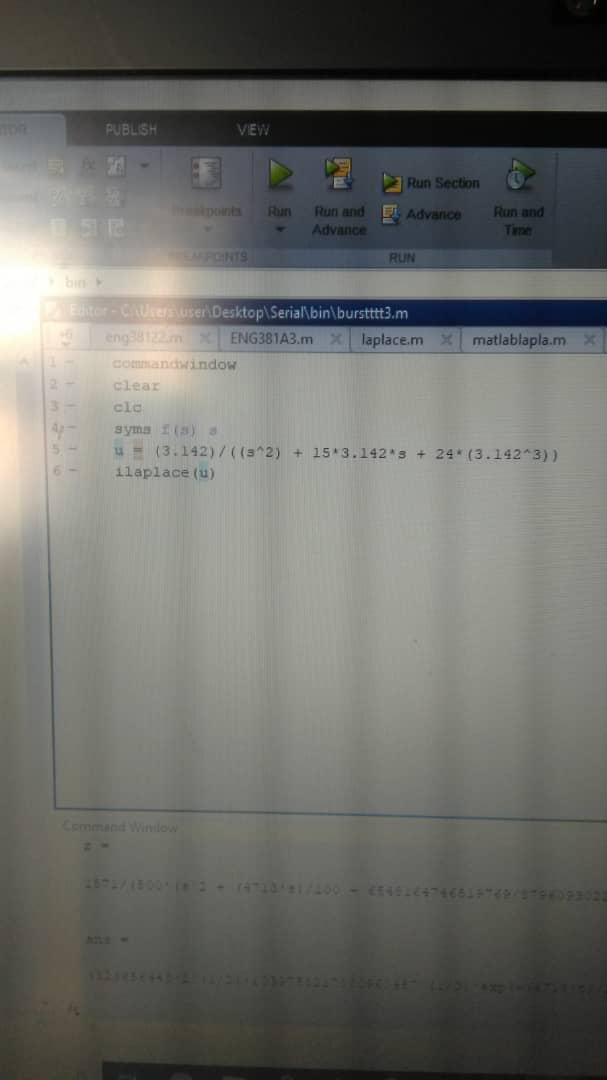 PUBLISH VIEW
Run Section
Breakpoints Run Run and Advance Run and
Advance Time
BREAKPOINTS RUN
bin
Editor - C:\Users\user\Desktop\Serial\bin\burstttt3.m
+6 eng38122.m ENG381A3.m laplace.m matlablapla.m
1 commandwindow
2 clear
3 clc
4 syms f(s) s
5 u = (3.142)/((s^2) + 15*3.142*s + 24*(3.142^3))
6 ilaplace(u)
Command Window
ans =